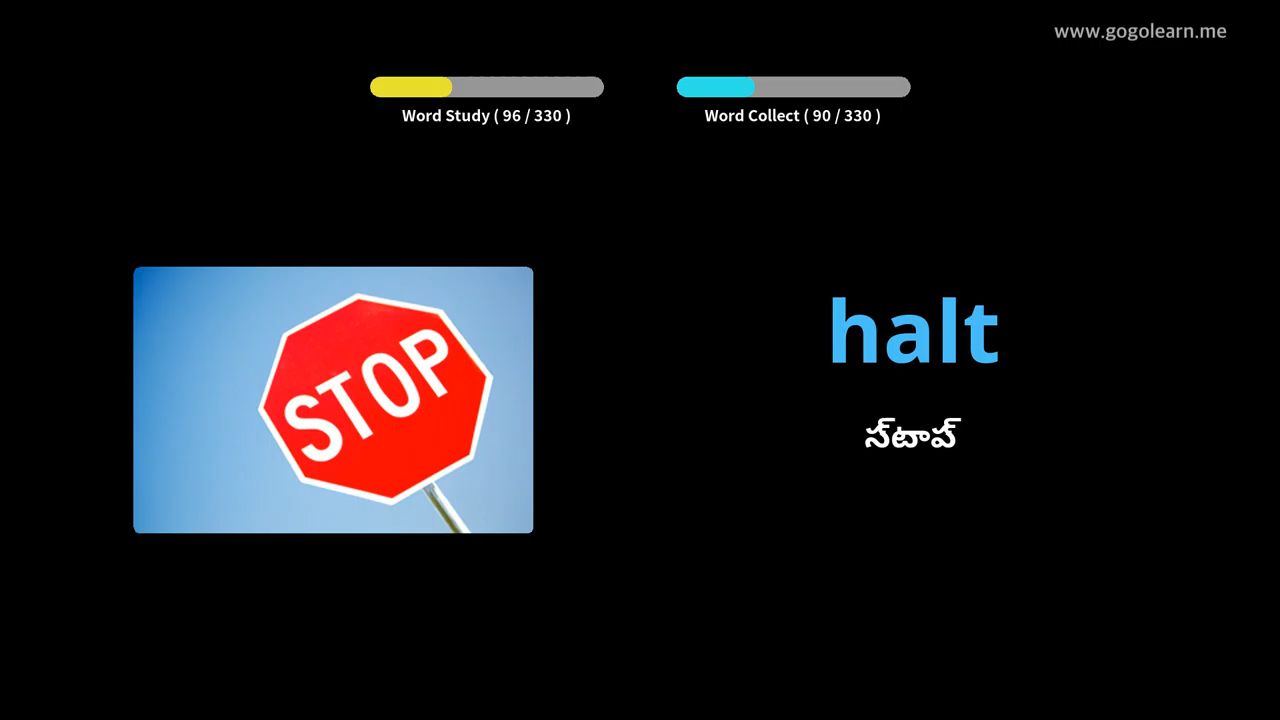 www.gogolearn.me
Word Study ( 96 / 330 )
Word Collect ( 90 / 330 )
STOP
halt
స్‌టాప్